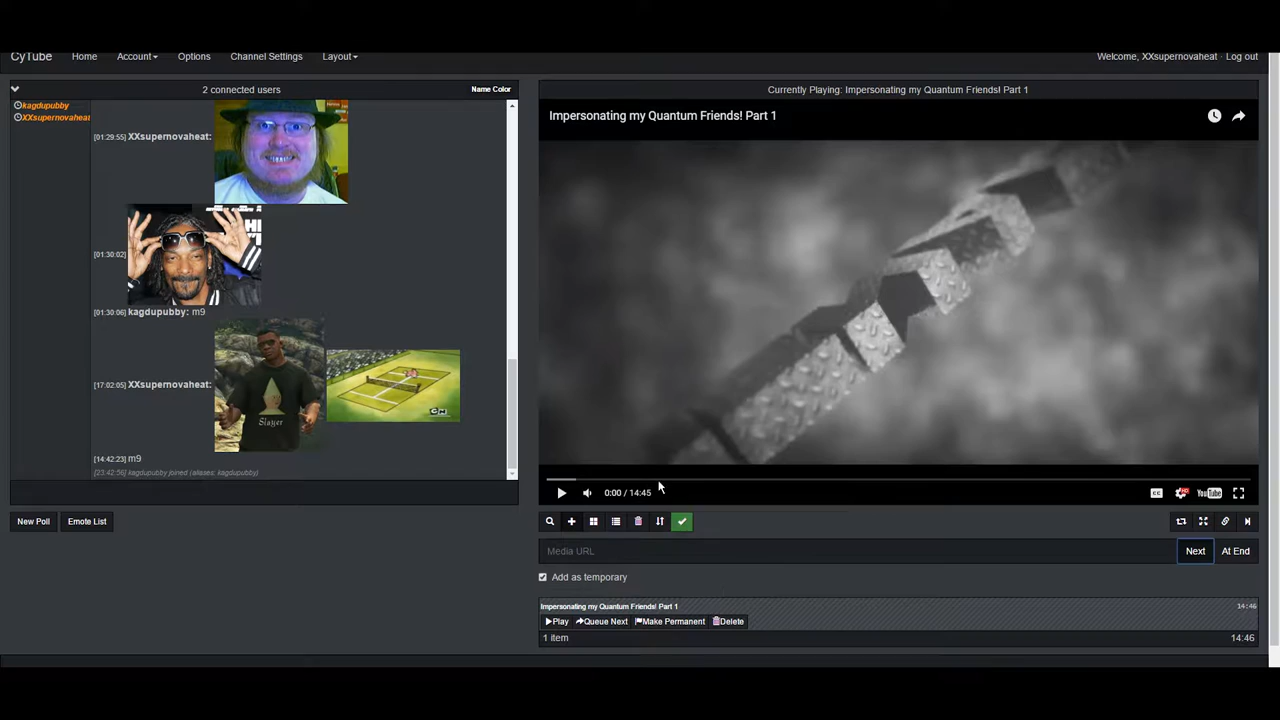 CyTube Home Account Options Channel Settings Layout Welcome, XXsupernovaheat · Log out
2 connected users Name Color
kagdupubby
XXsupernovaheat
[01:29:55] XXsupernovaheat:
[01:30:02]
[01:30:06] kagdupubby: m9
[17:02:05] XXsupernovaheat:
Slayer
CN
[14:42:23] m9
[23:42:56] kagdupubby joined (aliases: kagdupubby)
New Poll Emote List
Currently Playing: Impersonating my Quantum Friends! Part 1
Impersonating my Quantum Friends! Part 1
0:00 / 14:45 CC HD YouTube
Media URL Next At End
Add as temporary
Impersonating my Quantum Friends! Part 1 14:46
Play Queue Next Make Permanent Delete
1 item 14:46